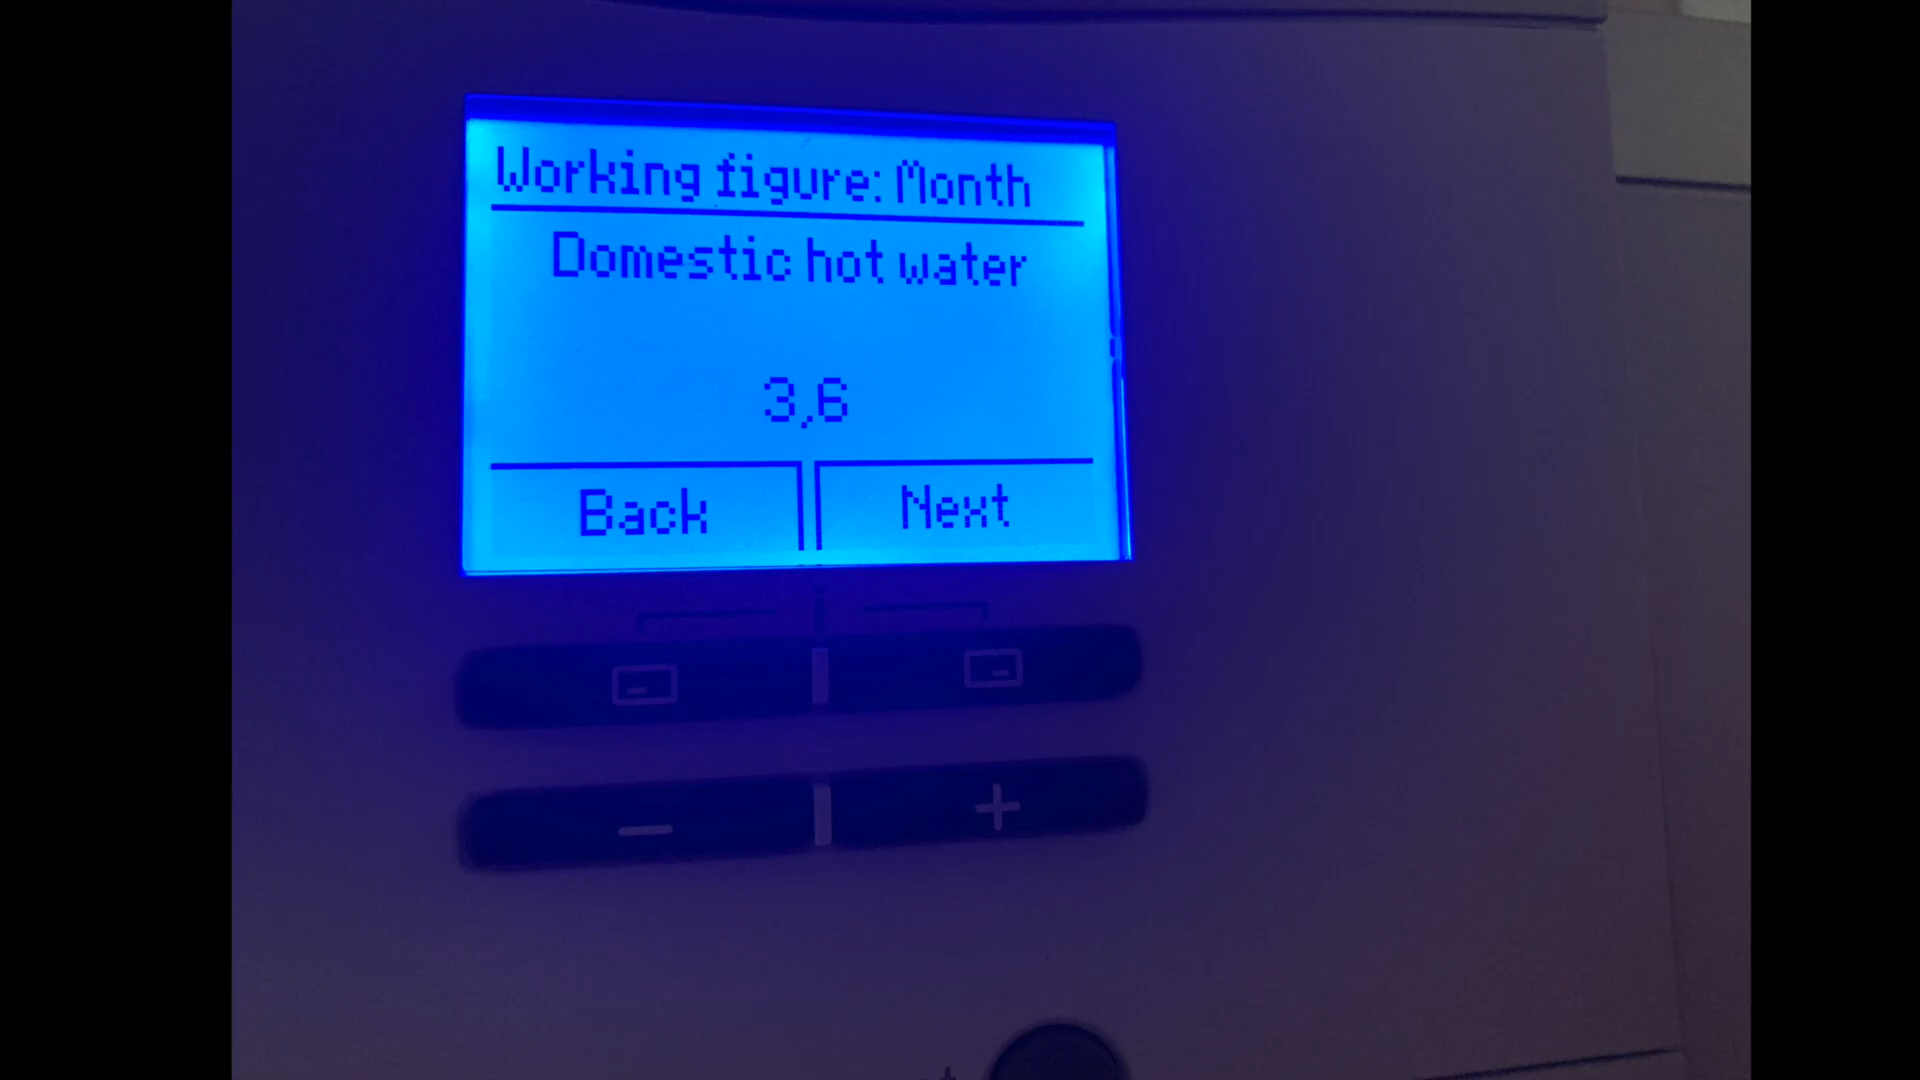 Working figure: Month
Domestic hot water
3,6
Back Next
- +